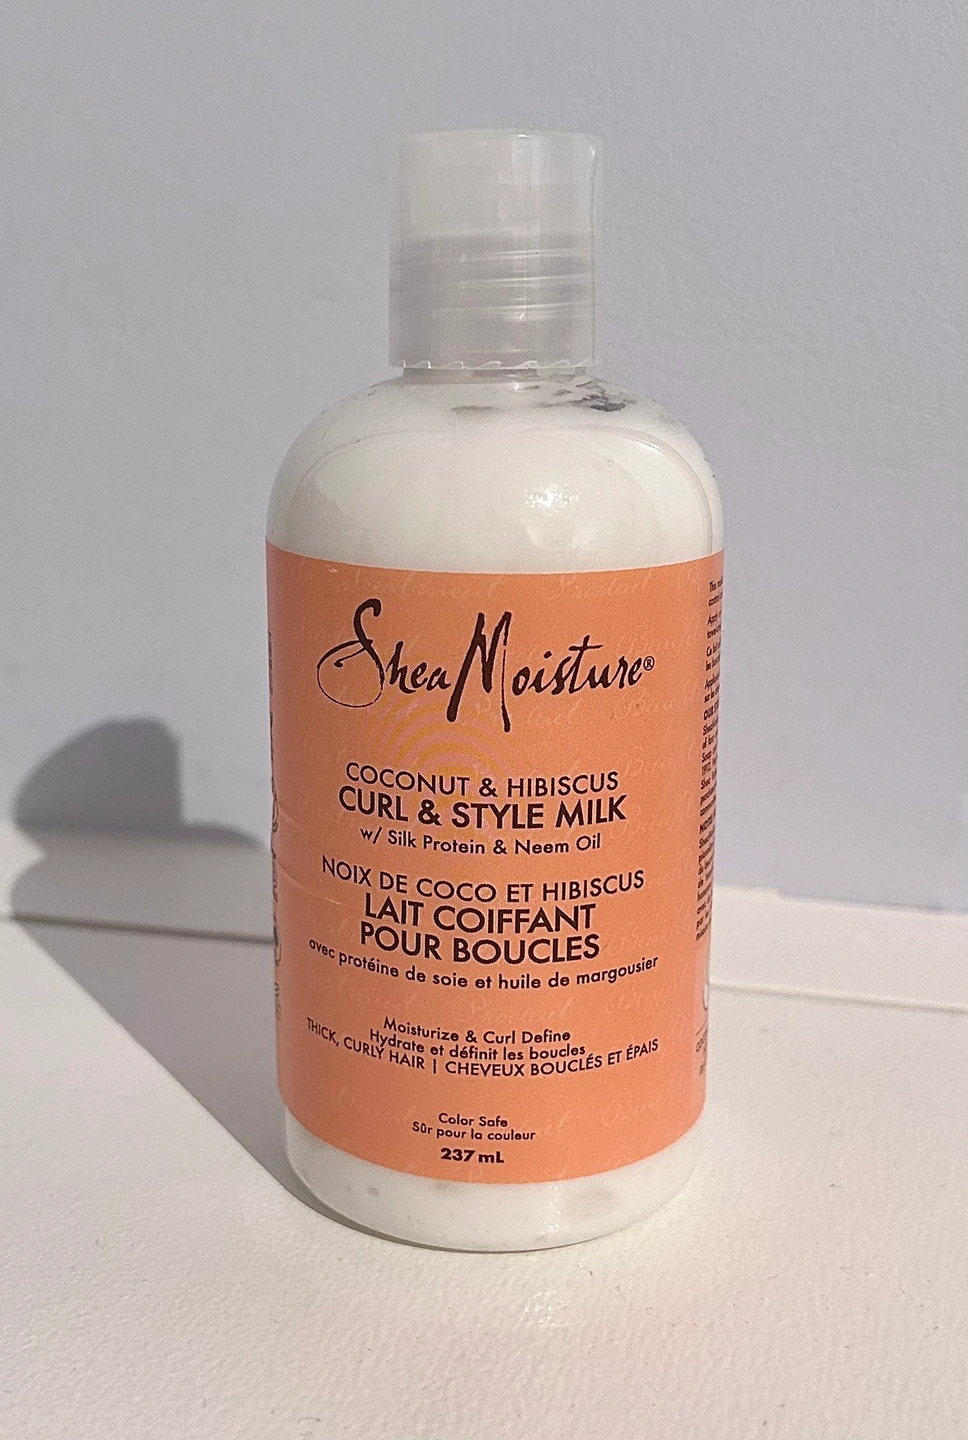 SheaMoisture®
COCONUT & HIBISCUS
CURL & STYLE MILK
w/ Silk Protein & Neem Oil
NOIX DE COCO ET HIBISCUS
LAIT COIFFANT
POUR BOUCLES
avec protéine de soie et huile de margousier
Moisturize & Curl Define
Hydrate et définit les boucles
THICK, CURLY HAIR | CHEVEUX BOUCLÉS ET ÉPAIS
Color Safe
Sûr pour la couleur
237 mL